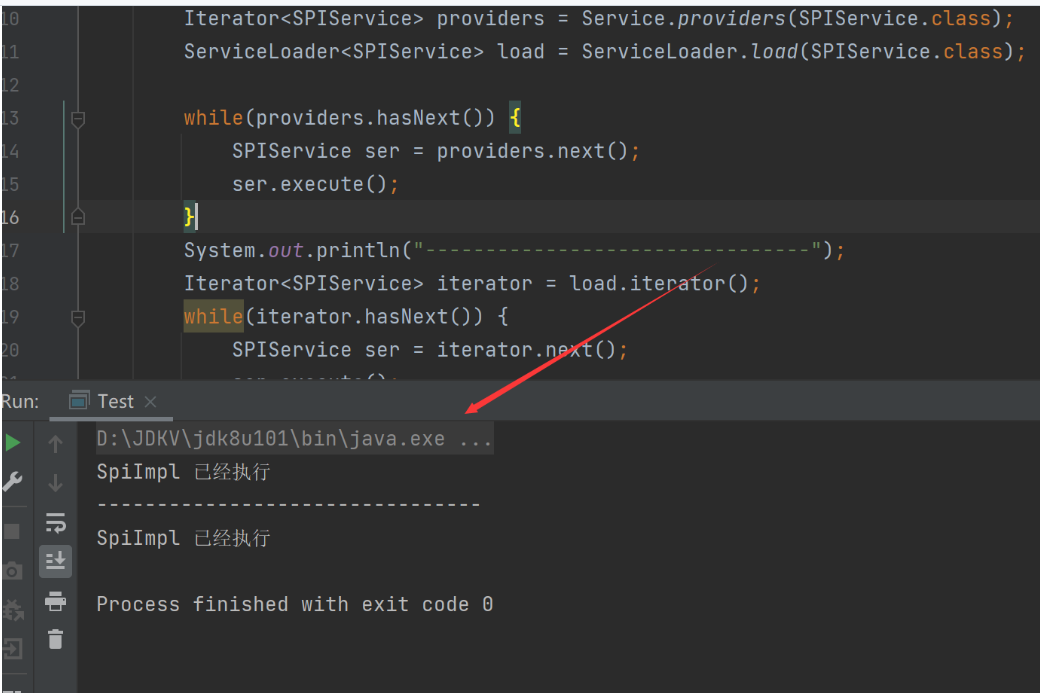 10 Iterator<SPIService> providers = Service.providers(SPIService.class);
11 ServiceLoader<SPIService> load = ServiceLoader.load(SPIService.class);
12
13 while(providers.hasNext()) {
14 SPIService ser = providers.next();
15 ser.execute();
16 }
17 System.out.println("--------------------------------");
18 Iterator<SPIService> iterator = load.iterator();
19 while(iterator.hasNext()) {
20 SPIService ser = iterator.next();
Run: Test
D:\JDKV\jdk8u101\bin\java.exe ...
SpiImpl 已经执行
--------------------------------
SpiImpl 已经执行
Process finished with exit code 0